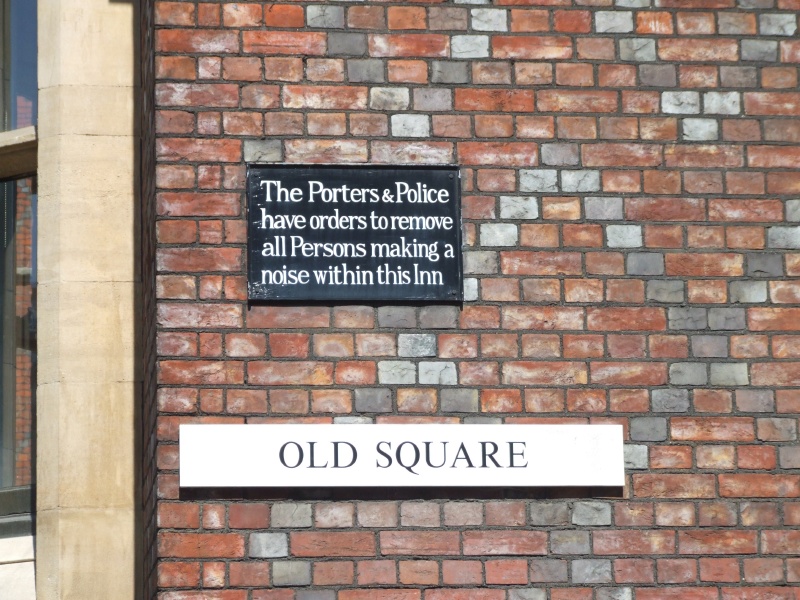 The Porters & Police
have orders to remove
all Persons making a
noise within this Inn
OLD SQUARE